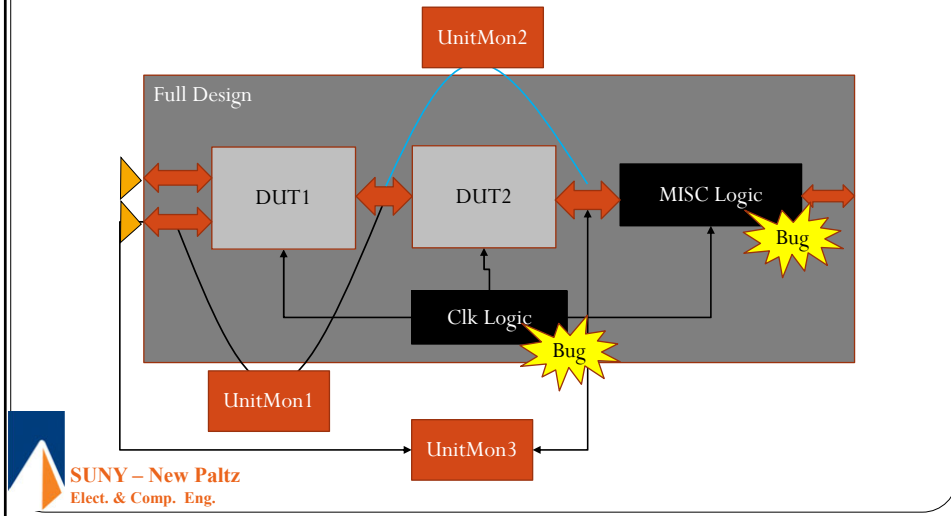 UnitMon2
Full Design
DUT1
DUT2
MISC Logic
Bug
Clk Logic
Bug
UnitMon1
UnitMon3
SUNY – New Paltz
Elect. & Comp. Eng.